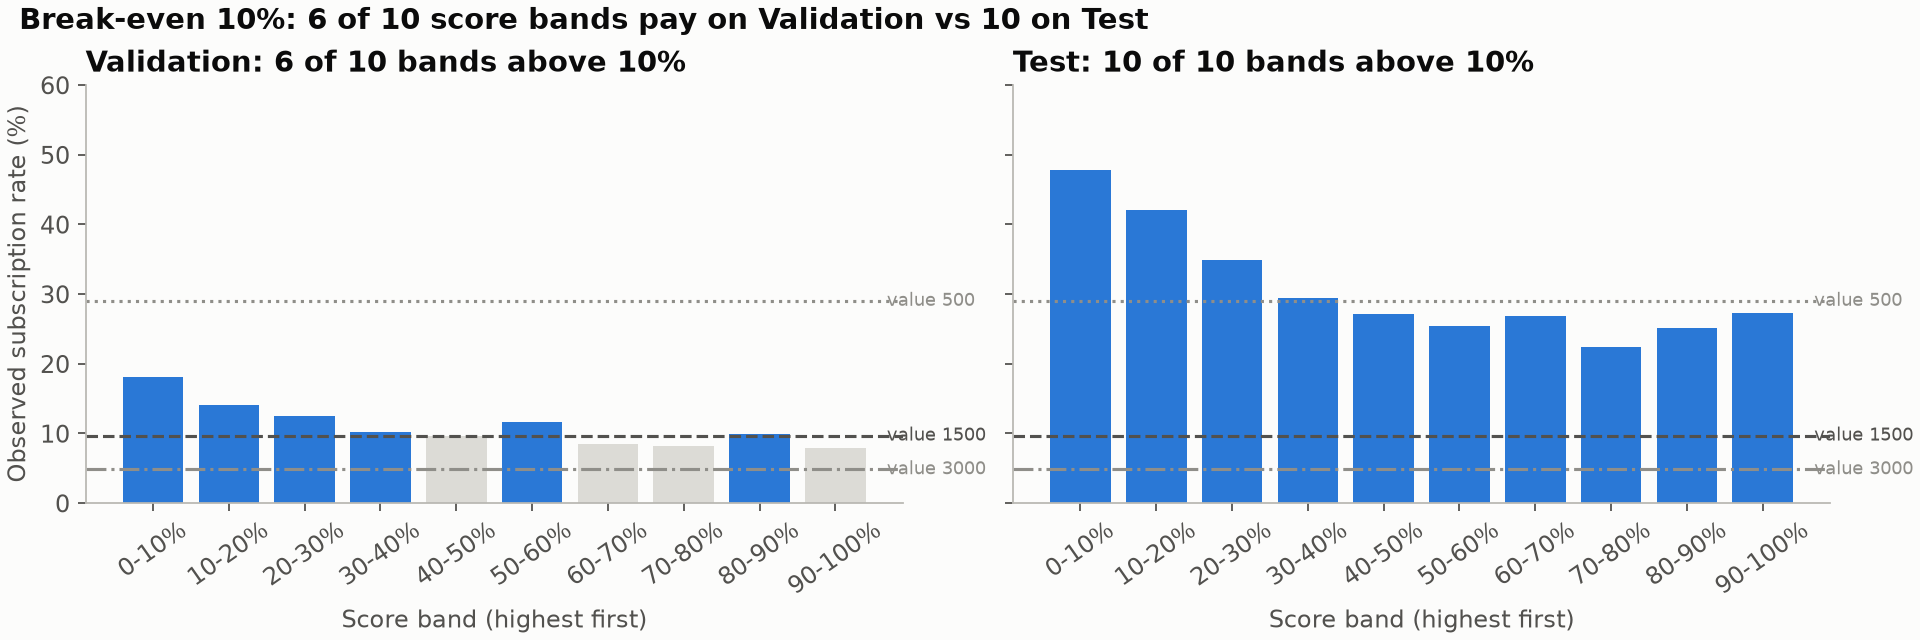 Break-even 10%: 6 of 10 score bands pay on Validation vs 10 on Test
Validation: 6 of 10 bands above 10%
Observed subscription rate (%)
60
50
40
30
20
10
0
value 500
value 1500
value 3000
0-10%
10-20%
20-30%
30-40%
40-50%
50-60%
60-70%
70-80%
80-90%
90-100%
Score band (highest first)
Test: 10 of 10 bands above 10%
value 500
value 1500
value 3000
0-10%
10-20%
20-30%
30-40%
40-50%
50-60%
60-70%
70-80%
80-90%
90-100%
Score band (highest first)